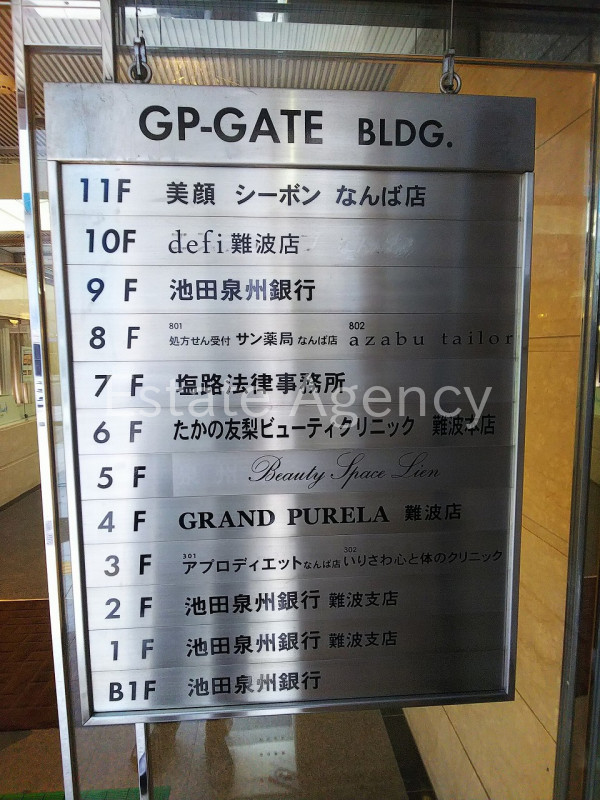 GP-GATE BLDG.
11F 美顔 シーボン なんば店
10F defi難波店
9 F 池田泉州銀行
8 F 801 処方せん受付 サン薬局 なんば店 802 azabu tailor
7 F 塩路法律事務所
Estate Agency
6 F たかの友梨ビューティクリニック 難波本店
5 F Beauty Space Lien
4 F GRAND PURELA 難波店
3 F 301 アプロディエットなんば店 302 いりさわ心と体のクリニック
2 F 池田泉州銀行 難波支店
1 F 池田泉州銀行 難波支店
B1F 池田泉州銀行